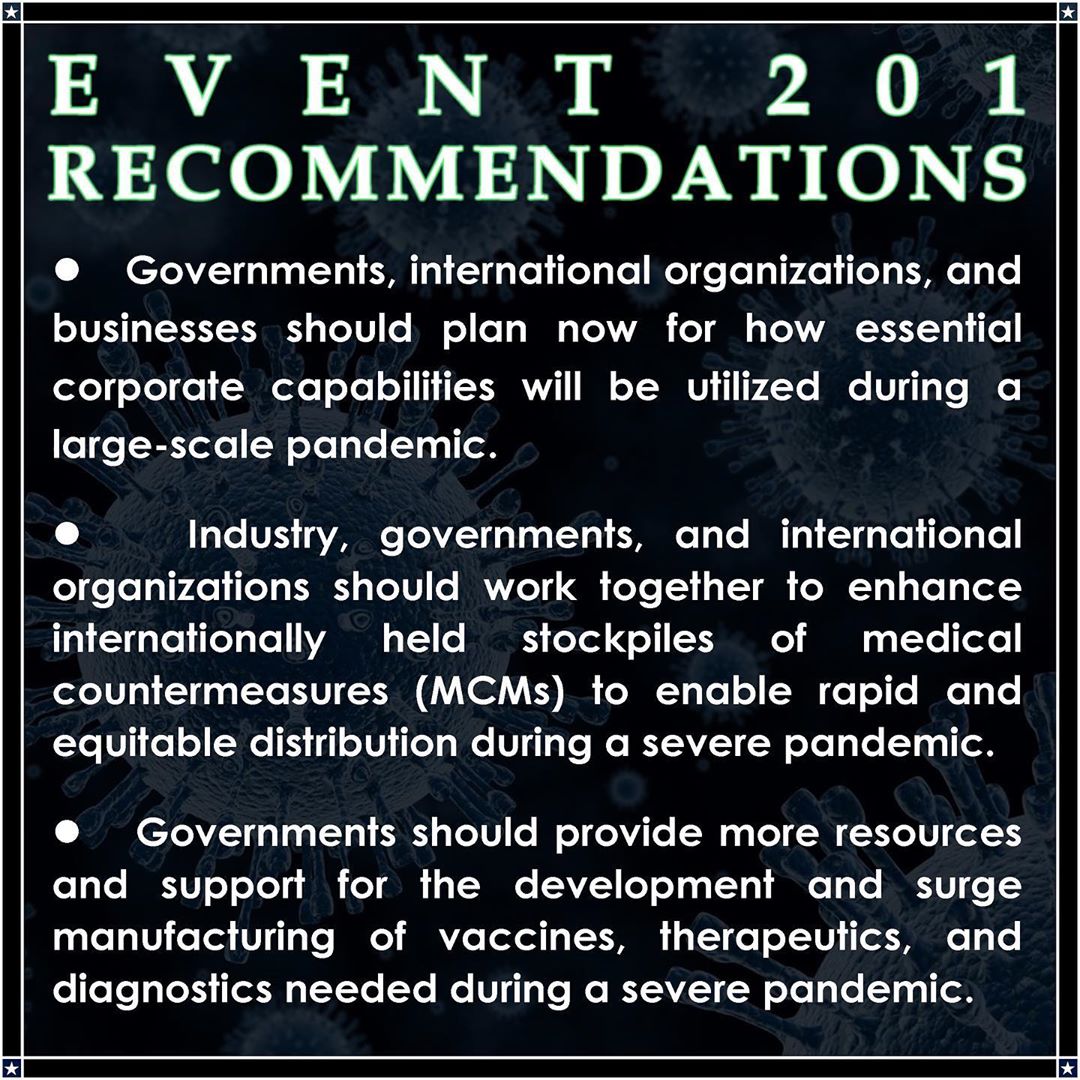 EVENT 201
RECOMMENDATIONS
● Governments, international organizations, and
businesses should plan now for how essential
corporate capabilities will be utilized during a
large-scale pandemic.
● Industry, governments, and international
organizations should work together to enhance
internationally held stockpiles of medical
countermeasures (MCMs) to enable rapid and
equitable distribution during a severe pandemic.
● Governments should provide more resources
and support for the development and surge
manufacturing of vaccines, therapeutics, and
diagnostics needed during a severe pandemic.